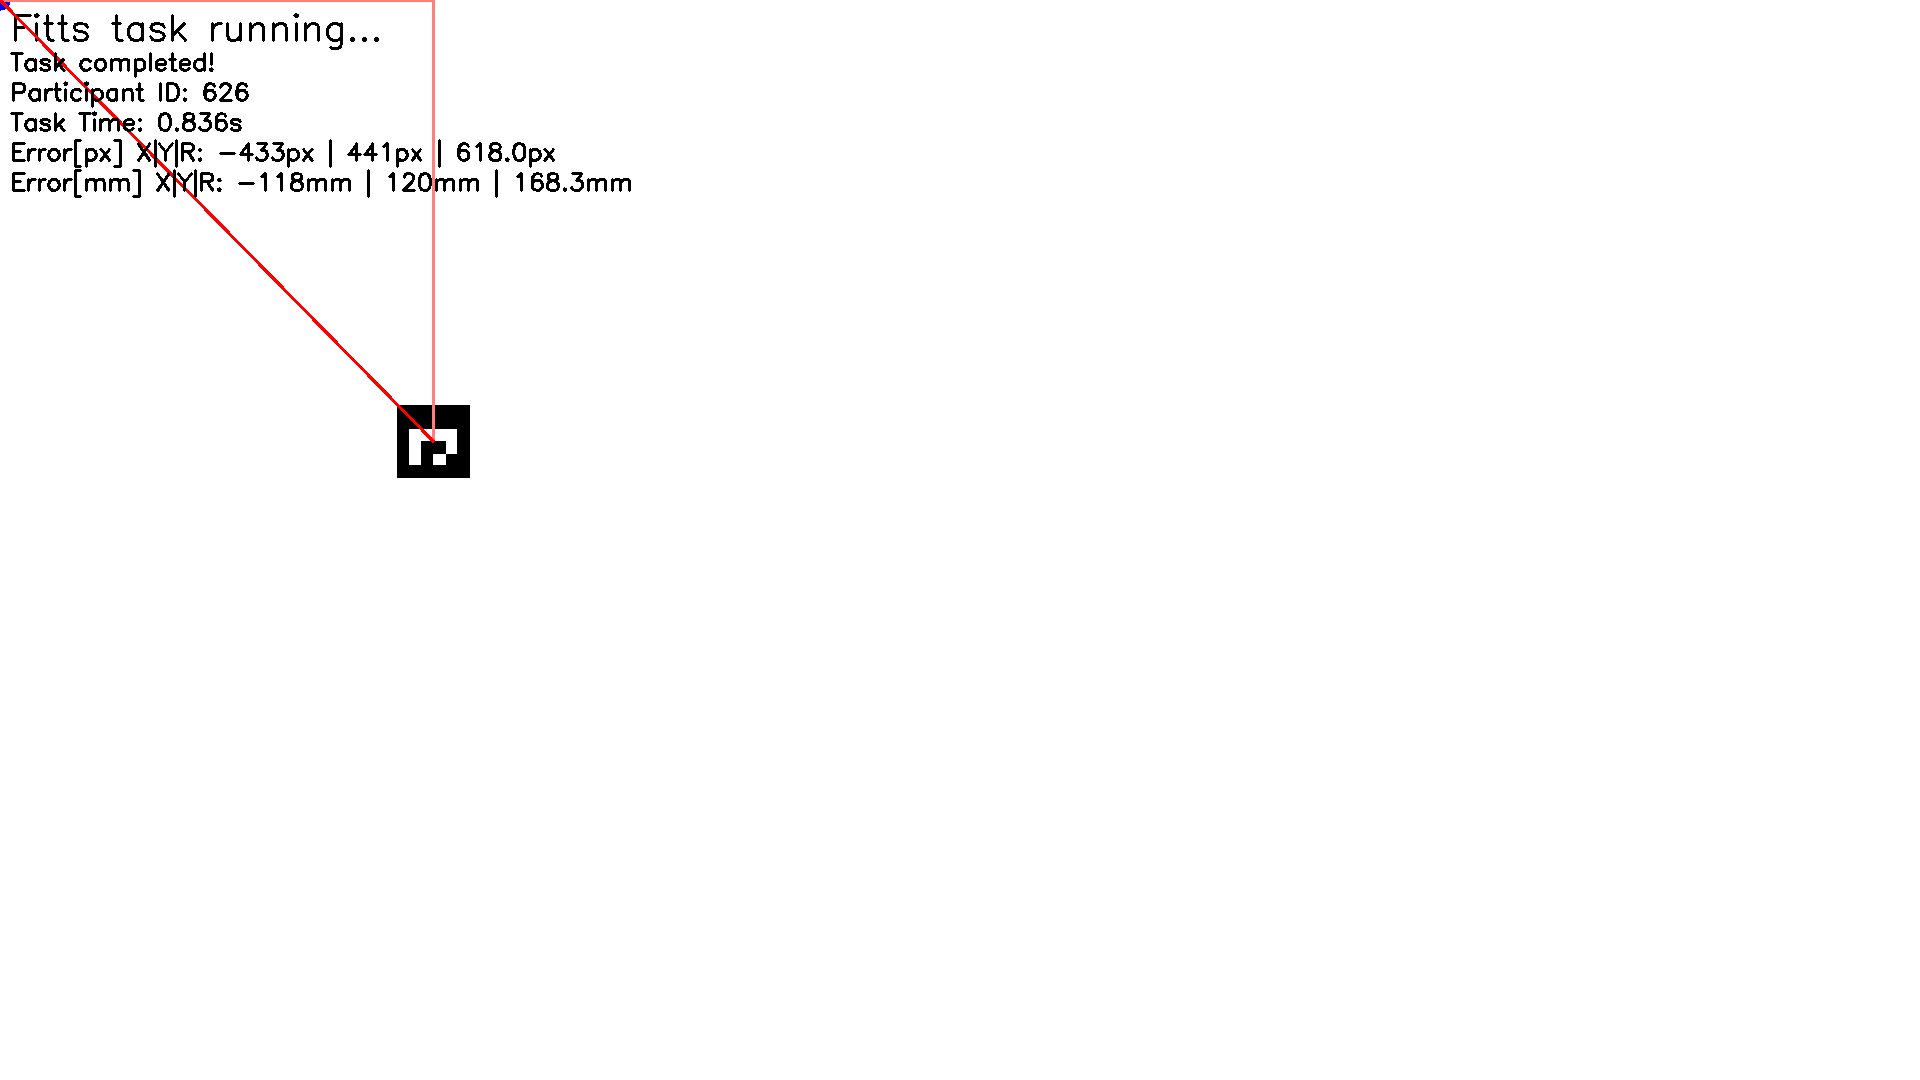 Fitts task running...
Task completed!
Participant ID: 626
Task Time: 0.836s
Error[px] X|Y|R: -433px | 441px | 618.0px
Error[mm] X|Y|R: -118mm | 120mm | 168.3mm